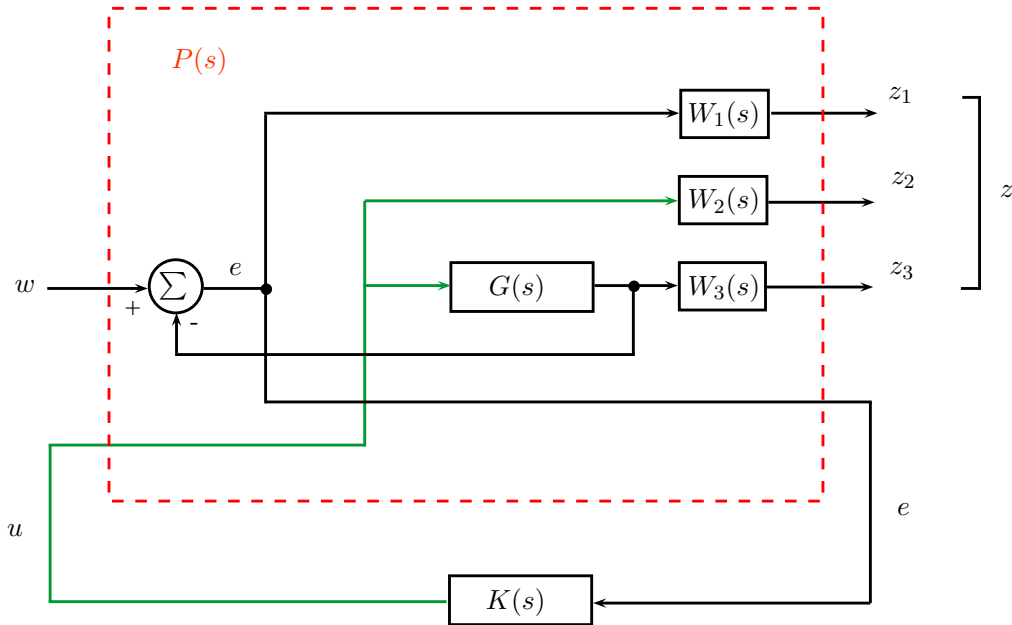 P(s)
W₁(s)
z₁
W₂(s)
z₂
z
w
+
∑
-
e
G(s)
W₃(s)
z₃
u
e
K(s)